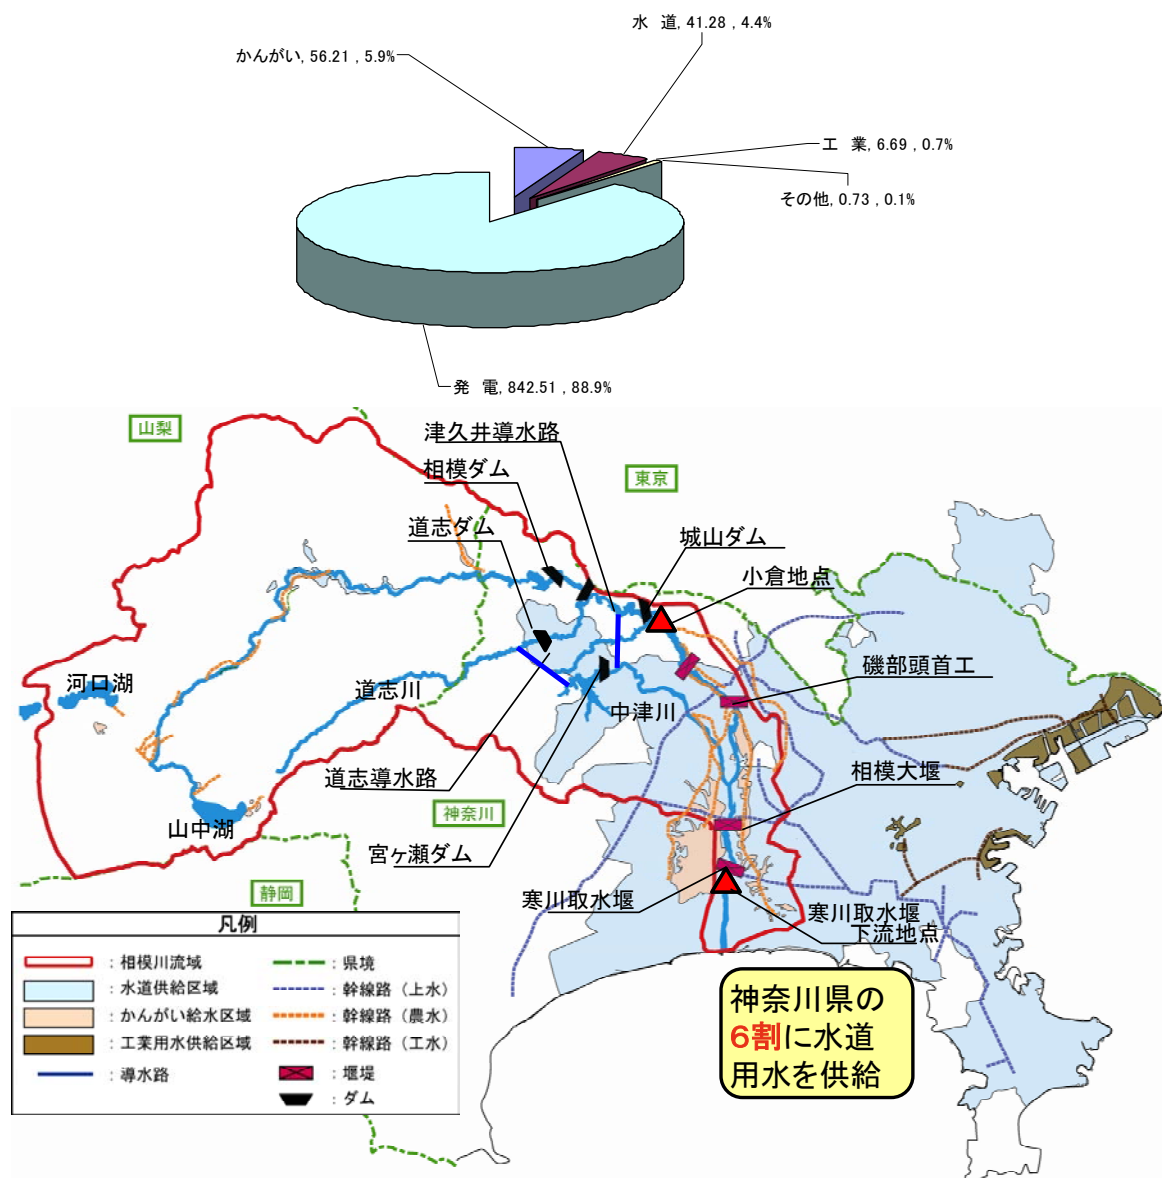 水 道, 41.28 , 4.4%
かんがい, 56.21 , 5.9%
工 業, 6.69 , 0.7%
その他, 0.73 , 0.1%
発 電, 842.51 , 88.9%
山梨
津久井導水路
相模ダム
東京
道志ダム
城山ダム
小倉地点
磯部頭首工
河口湖
道志川
中津川
道志導水路
相模大堰
神奈川
山中湖
宮ヶ瀬ダム
静岡
寒川取水堰
寒川取水堰
下流地点
凡例
：相模川流域
：県境
：水道供給区域
：幹線路（上水）
：かんがい給水区域
：幹線路（農水）
：工業用水供給区域
：幹線路（工水）
：導水路
：堰堤
：ダム
神奈川県の
6割に水道
用水を供給